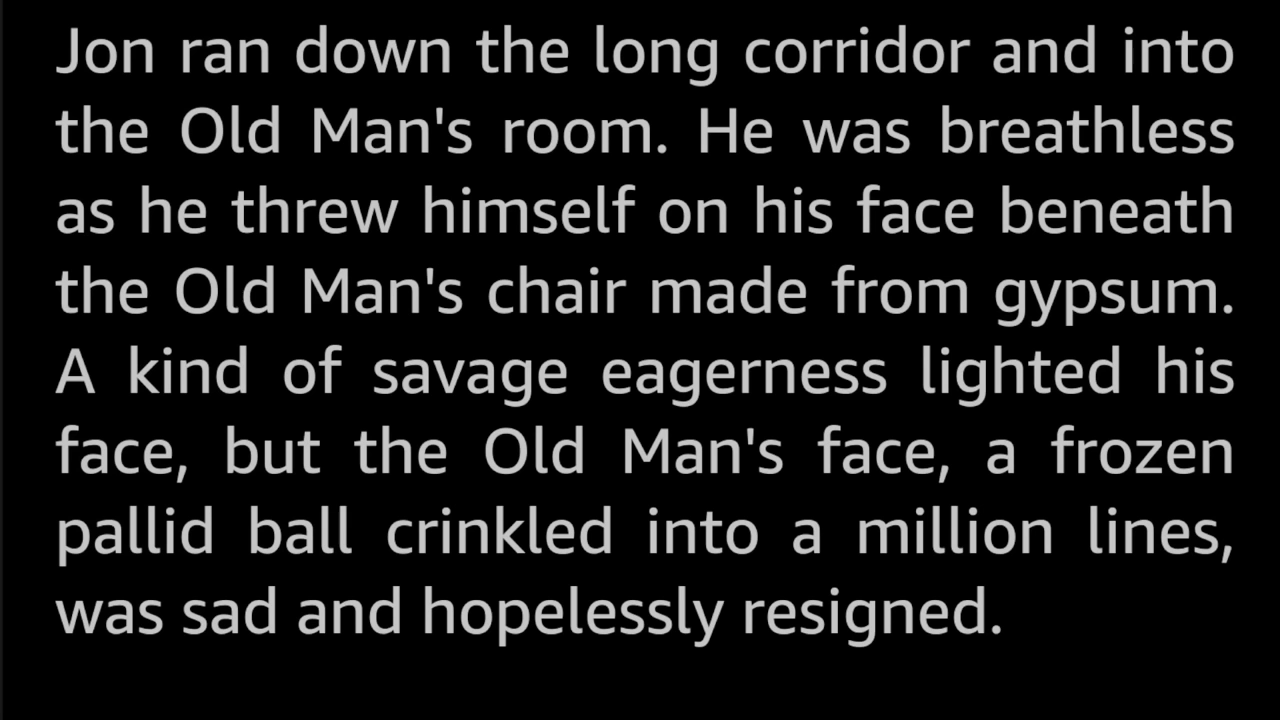 Jon ran down the long corridor and into
the Old Man's room. He was breathless
as he threw himself on his face beneath
the Old Man's chair made from gypsum.
A kind of savage eagerness lighted his
face, but the Old Man's face, a frozen
pallid ball crinkled into a million lines,
was sad and hopelessly resigned.